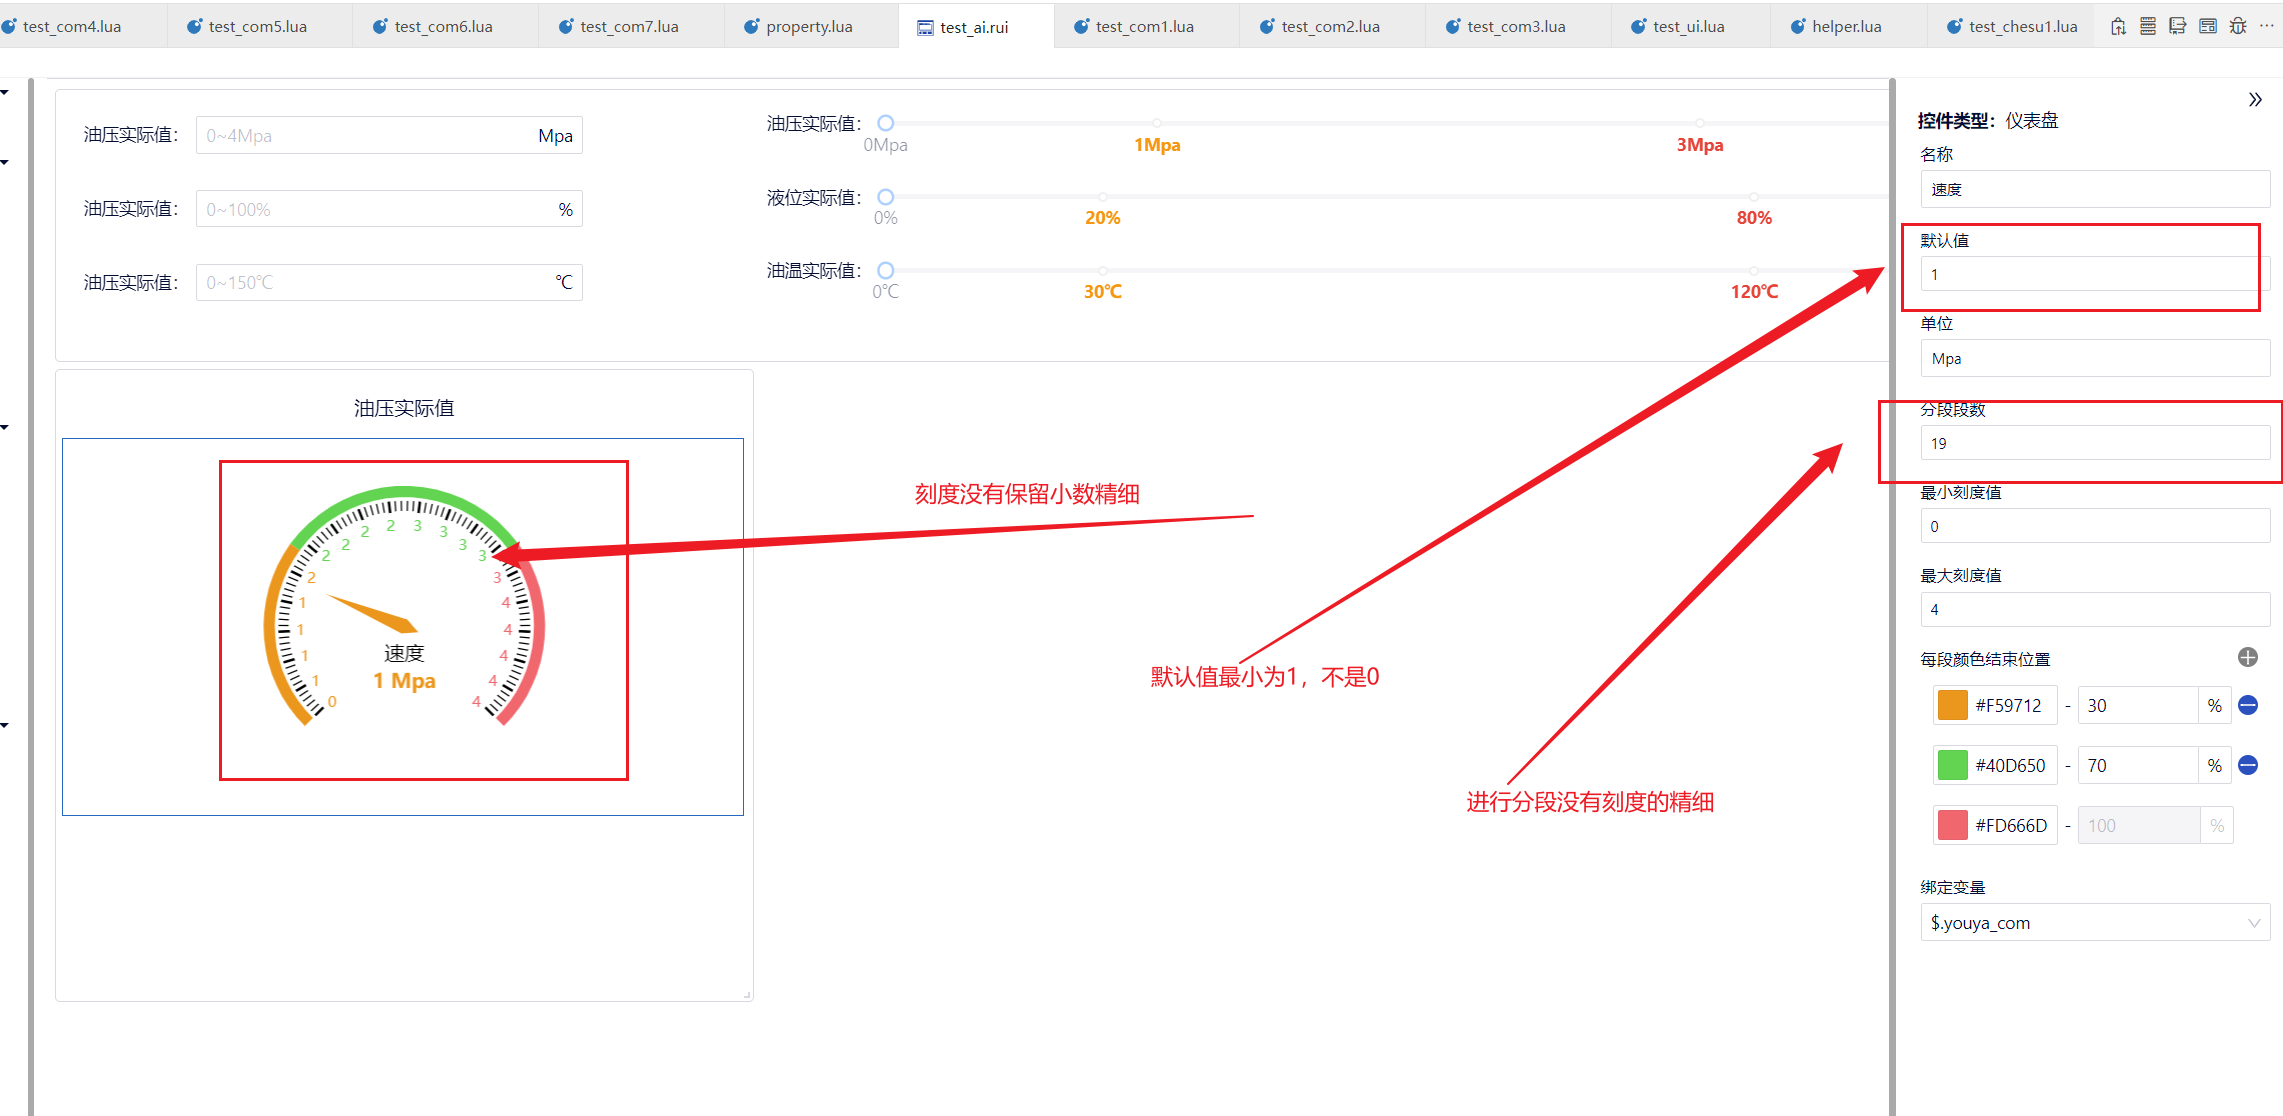 test_com4.lua
test_com5.lua
test_com6.lua
test_com7.lua
property.lua
test_ai.rui
test_com1.lua
test_com2.lua
test_com3.lua
test_ui.lua
helper.lua
test_chesu1.lua
油压实际值：
0~4Mpa
Mpa
油压实际值：
0~100%
%
油压实际值：
0~150℃
℃
油压实际值：
0Mpa
1Mpa
3Mpa
液位实际值：
0%
20%
80%
油温实际值：
0℃
30℃
120℃
油压实际值
0
1
1
1
1
2
2
2
2
2
3
3
3
3
3
4
4
4
4
4
速度
1 Mpa
刻度没有保留小数精细
默认值最小为1，不是0
进行分段没有刻度的精细
控件类型：仪表盘
名称
速度
默认值
1
单位
Mpa
分段段数
19
最小刻度值
0
最大刻度值
4
每段颜色结束位置
#F59712 - 30 %
#40D650 - 70 %
#FD666D - 100 %
绑定变量
$.youya_com